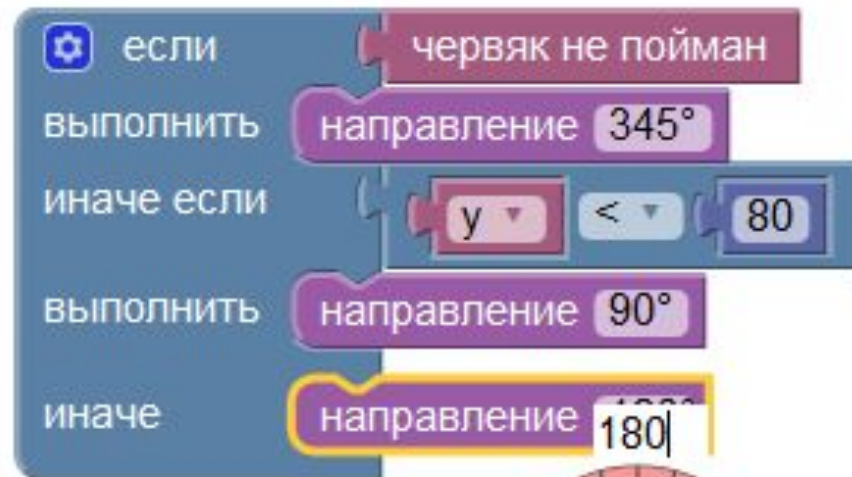 если червяк не пойман
выполнить направление 345°
иначе если y < 80
выполнить направление 90°
иначе направление
180